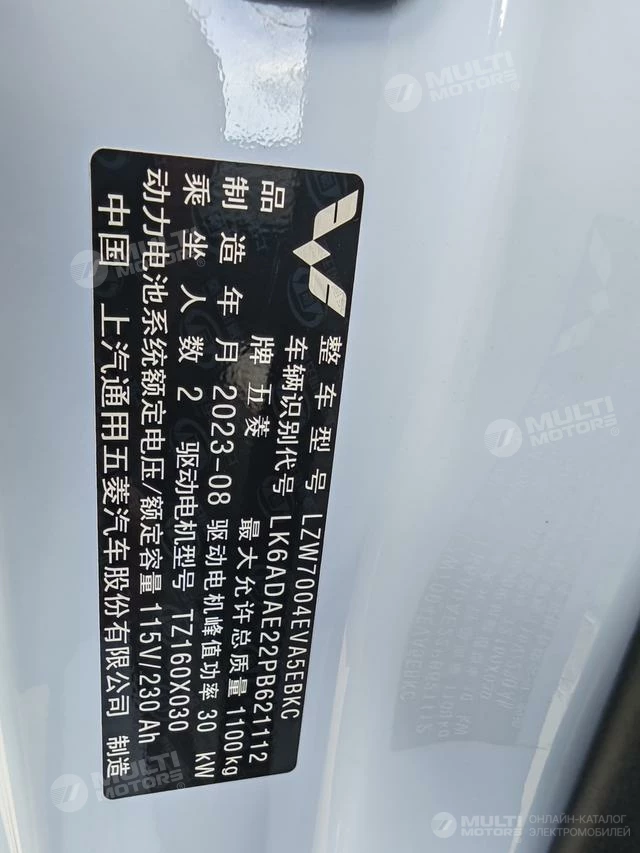 整车型号 LZW7004EVA5EBKC
车辆识别代号 LK6ADAE22PB621112
品牌 五菱 最大允许总质量 1100kg
制造年月 2023-08 驱动电机峰值功率 30 kW
乘坐人数 2 驱动电机型号 TZ160X030
动力电池系统额定电压/额定容量 115V/230Ah
中国 上汽通用五菱汽车股份有限公司 制造
MULTI MOTORS
MULTI MOTORS
MULTI MOTORS
MULTI MOTORS
MULTI MOTORS ОНЛАЙН-КАТАЛОГ ЭЛЕКТРОМОБИЛЕЙ